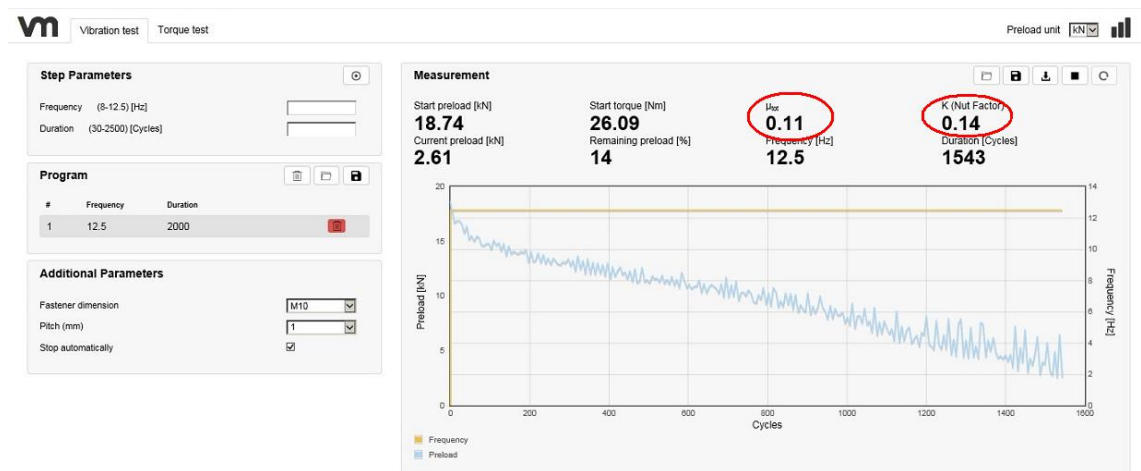 vm Vibration test Torque test Preload unit kN
Step Parameters
Frequency (8-12.5) [Hz]
Duration (30-2500) [Cycles]
Program
# Frequency Duration
1 12.5 2000
Additional Parameters
Fastener dimension M10
Pitch (mm) 1
Stop automatically
Measurement
Start preload [kN] Start torque [Nm] μtot K (Nut Factor)
18.74 26.09 0.11 0.14
Current preload [kN] Remaining preload [%] Frequency [Hz] Duration [Cycles]
2.61 14 12.5 1543
20 14
12
15
10
8
10
6
5
4
2
0 0
Preload [kN]
Frequency [Hz]
0 200 400 600 800 1000 1200 1400 1600
Cycles
Frequency
Preload